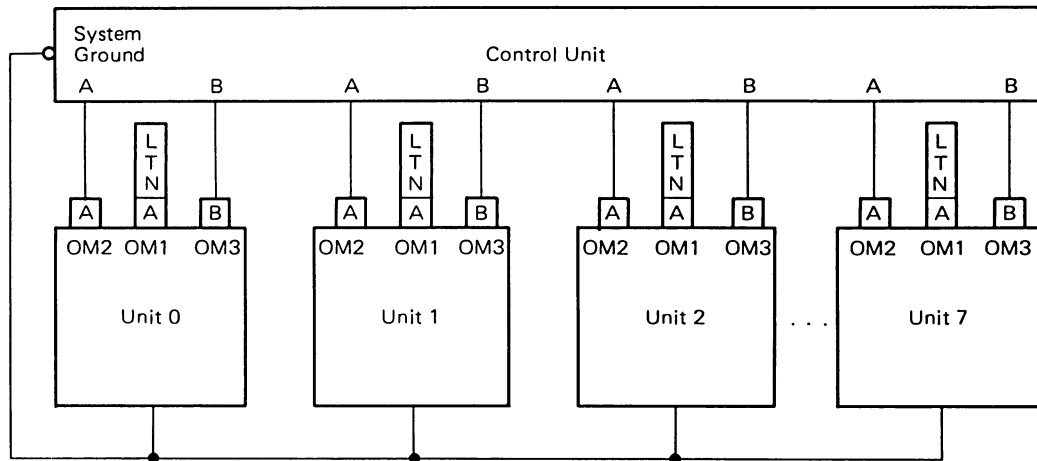 System
Ground
Control Unit
A B A B A B A B
L L L L
T T T T
N N N N
A A B A A B A A B A A B
OM2 OM1 OM3 OM2 OM1 OM3 OM2 OM1 OM3 OM2 OM1 OM3
Unit 0 Unit 1 Unit 2 . . . Unit 7